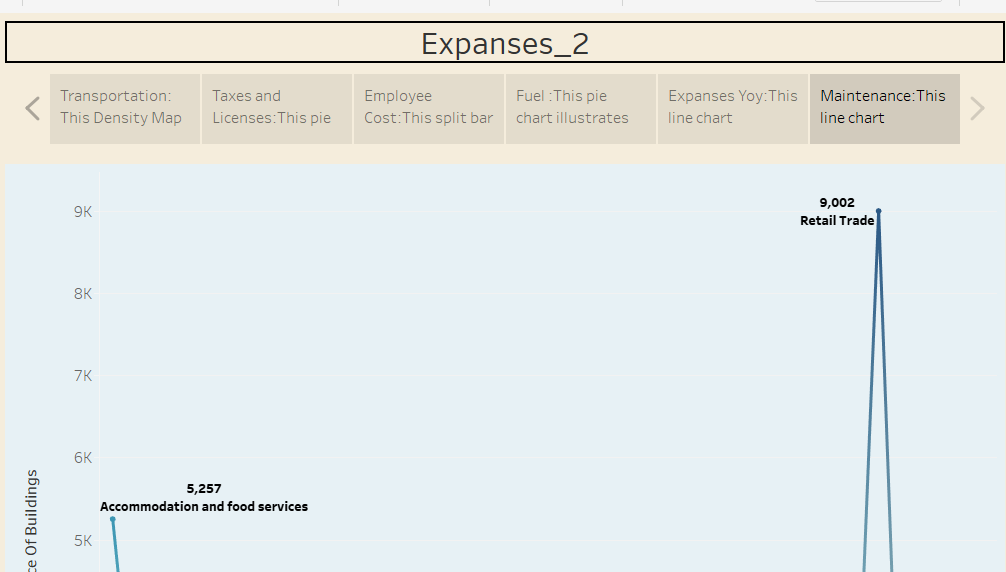 Expanses_2
Transportation:
This Density Map
Taxes and
Licenses:This pie
Employee
Cost:This split bar
Fuel :This pie
chart illustrates
Expanses Yoy:This
line chart
Maintenance:This
line chart
9K
8K
7K
6K
5K
9,002
Retail Trade
5,257
Accommodation and food services
Of Buildings